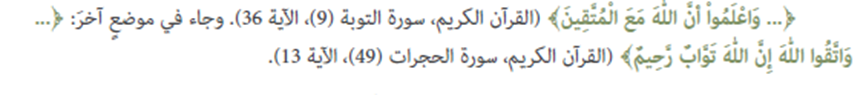 ﴿... وَاعْلَمُواْ أَنَّ اللّهَ مَعَ الْمُتَّقِينَ﴾ (القرآن الكريم، سورة التوبة (9)، الآية 36). وجاء في موضعٍ آخرَ: ﴿...
وَاتَّقُوا اللَّهَ إِنَّ اللَّهَ تَوَّابٌ رَّحِيمٌ﴾ (القرآن الكريم، سورة الحجرات (49)، الآية 13).